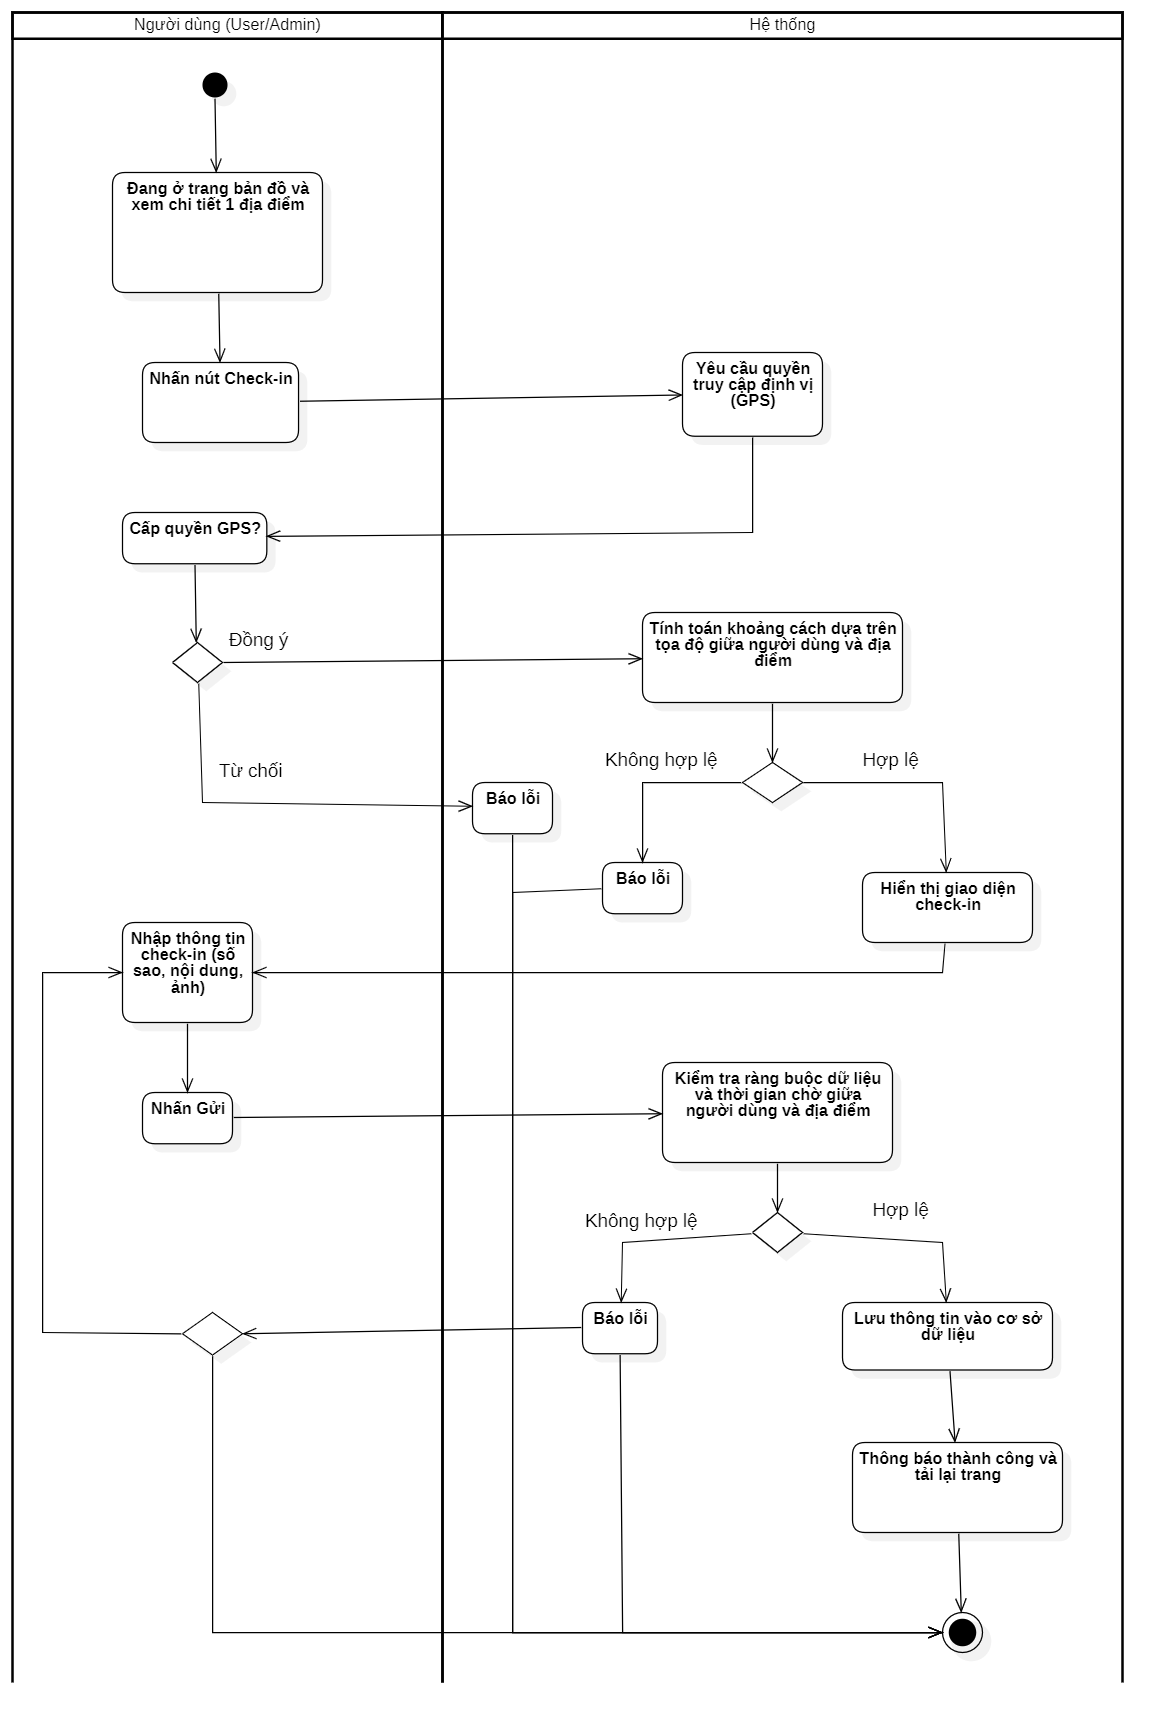 Người dùng (User/Admin)
Hệ thống
Đang ở trang bản đồ và
xem chi tiết 1 địa điểm
Nhấn nút Check-in
Yêu cầu quyền
truy cập định vị
(GPS)
Cấp quyền GPS?
Đồng ý
Tính toán khoảng cách dựa trên
tọa độ giữa người dùng và địa
điểm
Từ chối
Không hợp lệ
Hợp lệ
Báo lỗi
Báo lỗi
Hiển thị giao diện
check-in
Nhập thông tin
check-in (số
sao, nội dung,
ảnh)
Nhấn Gửi
Kiểm tra ràng buộc dữ liệu
và thời gian chờ giữa
người dùng và địa điểm
Không hợp lệ
Hợp lệ
Báo lỗi
Lưu thông tin vào cơ sở
dữ liệu
Thông báo thành công và
tải lại trang